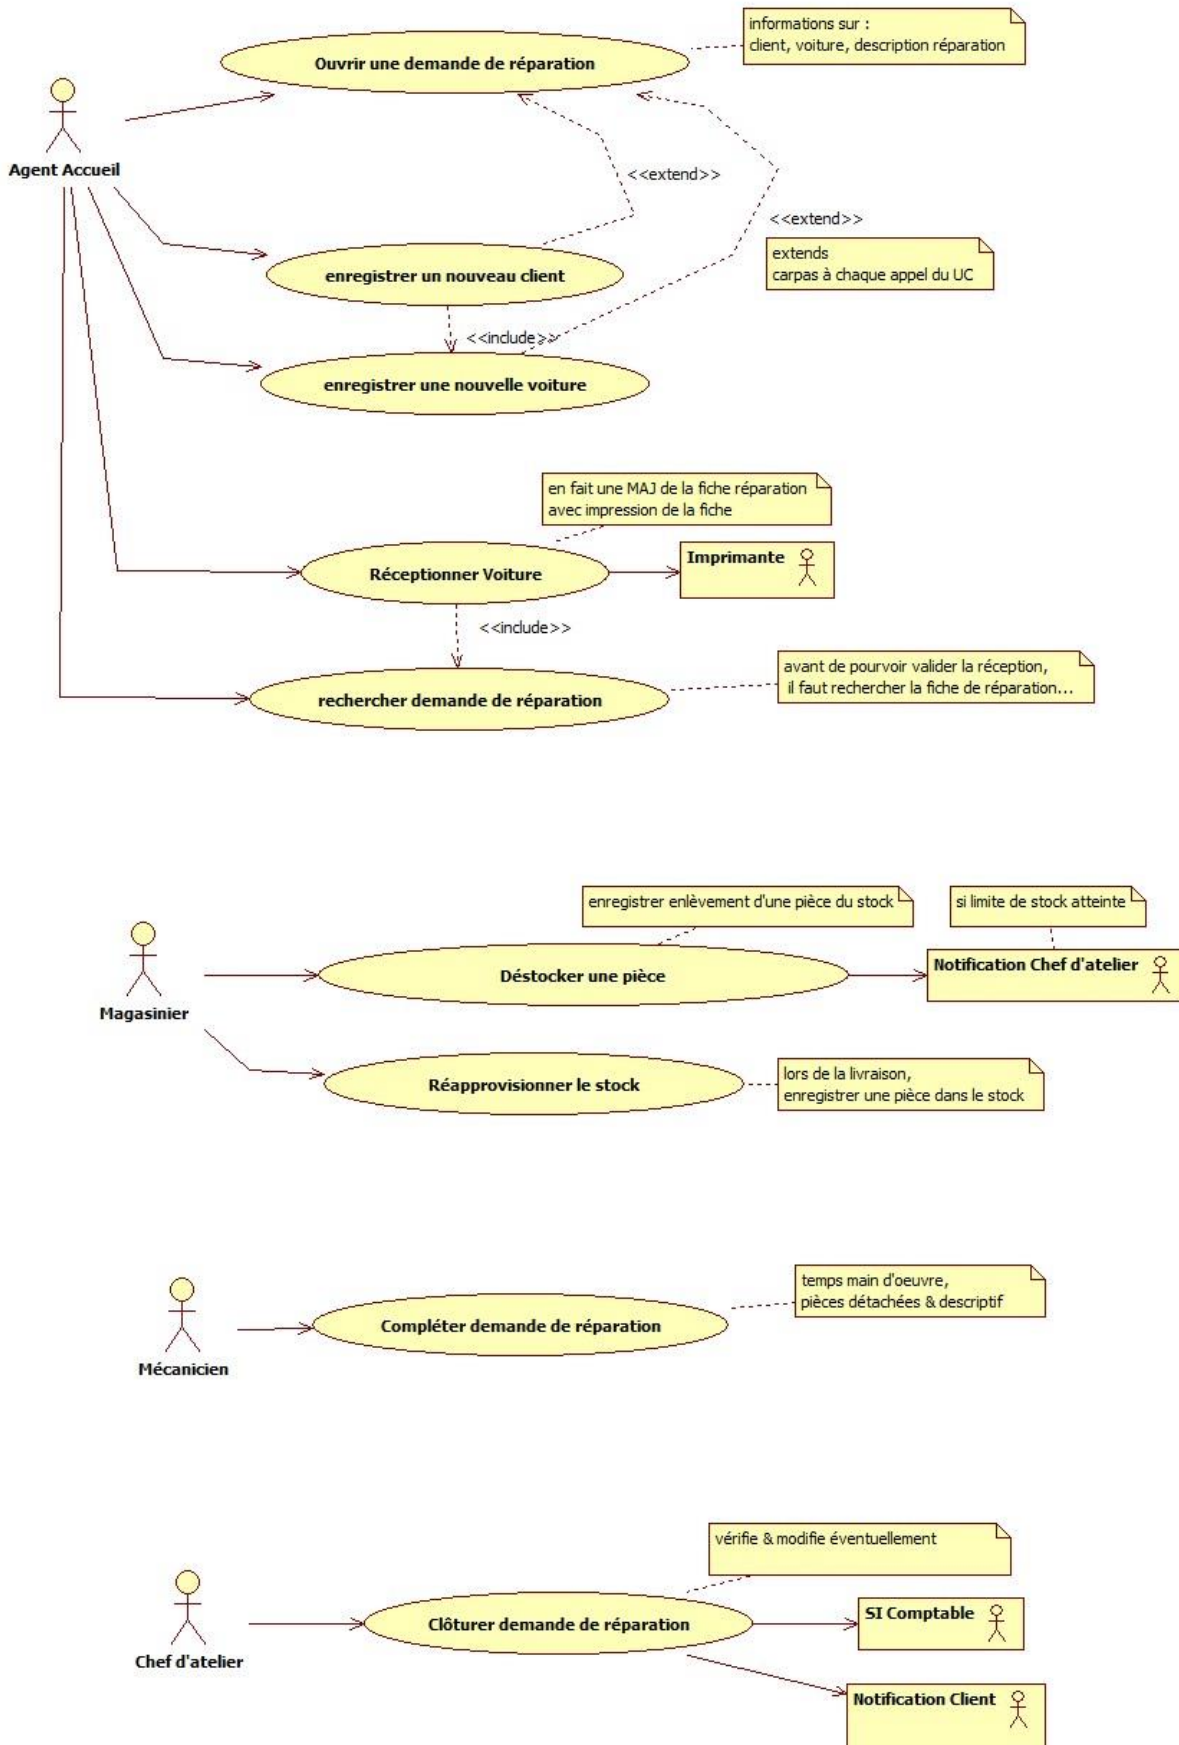 informations sur :
client, voiture, description réparation
Ouvrir une demande de réparation
Agent Accueil
<<extend>>
<<extend>>
extends
carpas à chaque appel du UC
enregistrer un nouveau client
<<include>>
enregistrer une nouvelle voiture
en fait une MAJ de la fiche réparation
avec impression de la fiche
Réceptionner Voiture
Imprimante
<<include>>
avant de pourvoir valider la réception,
il faut rechercher la fiche de réparation...
rechercher demande de réparation
enregistrer enlèvement d'une pièce du stock
si limite de stock atteinte
Déstocker une pièce
Notification Chef d'atelier
Magasinier
Réapprovisionner le stock
lors de la livraison,
enregistrer une pièce dans le stock
temps main d'oeuvre,
pièces détachées & descriptif
Compléter demande de réparation
Mécanicien
vérifie & modifie éventuellement
Clôturer demande de réparation
SI Comptable
Chef d'atelier
Notification Client